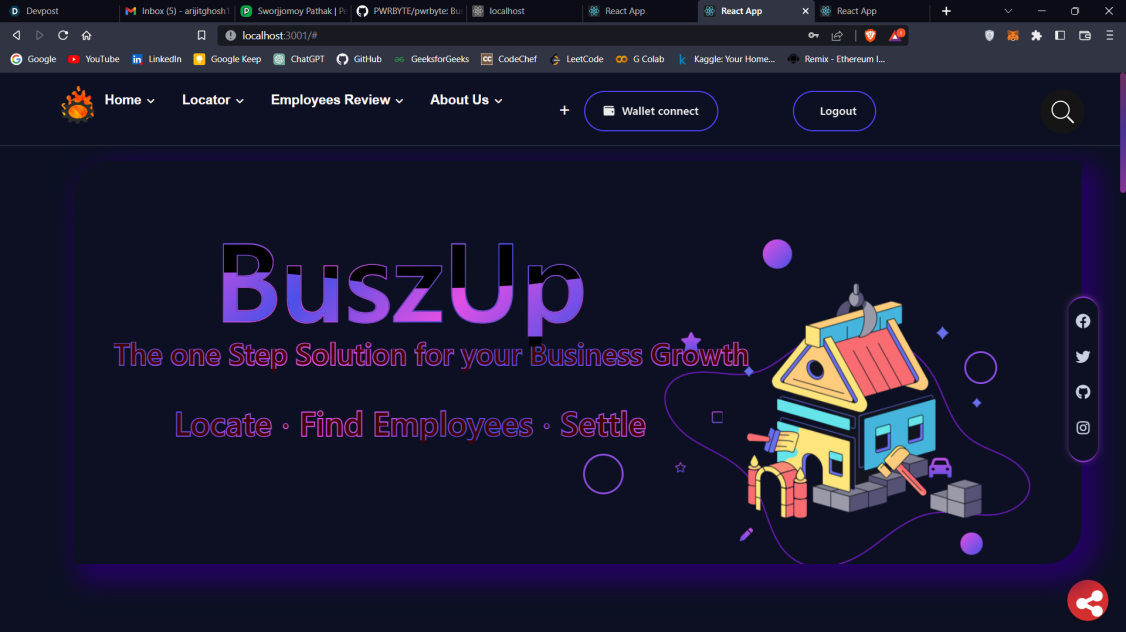 Devpost
Inbox (5) - arijitghosh1
Sworjjomoy Pathak | P
PWRBYTE/pwrbyte: Bus
localhost
React App
React App
React App
localhost:3001/#
1
Google
YouTube
LinkedIn
Google Keep
ChatGPT
GitHub
GeeksforGeeks
CodeChef
LeetCode
G Colab
Kaggle: Your Home...
Remix - Ethereum I...
Home
Locator
Employees Review
About Us
+
Wallet connect
Logout
BuszUp
The one Step Solution for your Business Growth
Locate · Find Employees · Settle